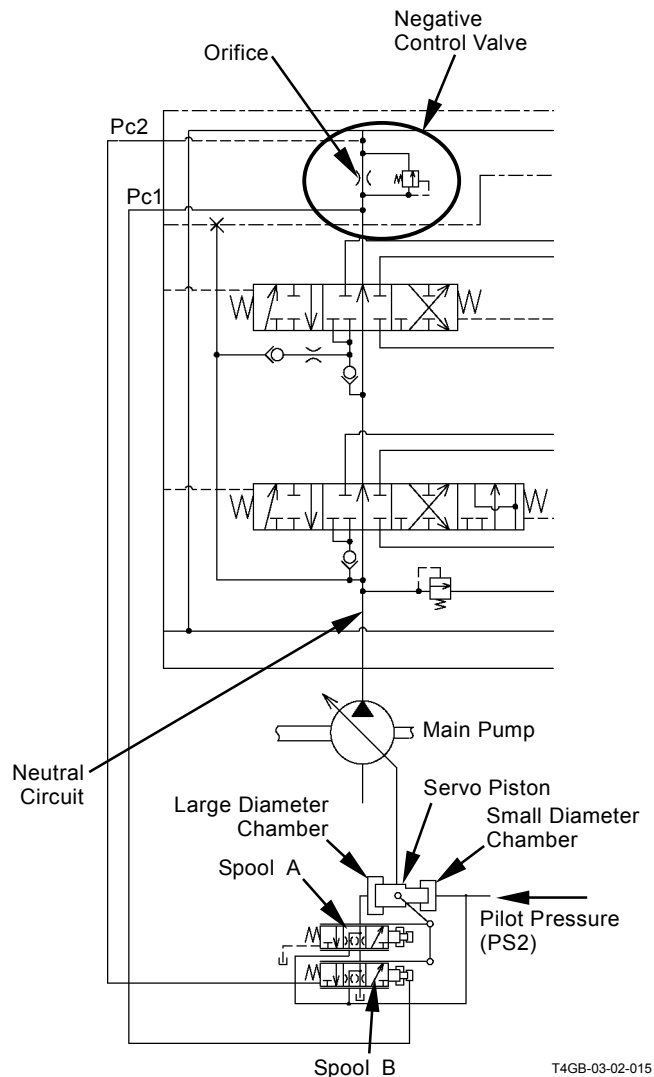 Negative
Control Valve
Orifice
Pc2
Pc1
Neutral
Circuit
Main Pump
Servo Piston
Large Diameter
Chamber
Small Diameter
Chamber
Spool A
Pilot Pressure
(PS2)
Spool B
T4GB-03-02-015